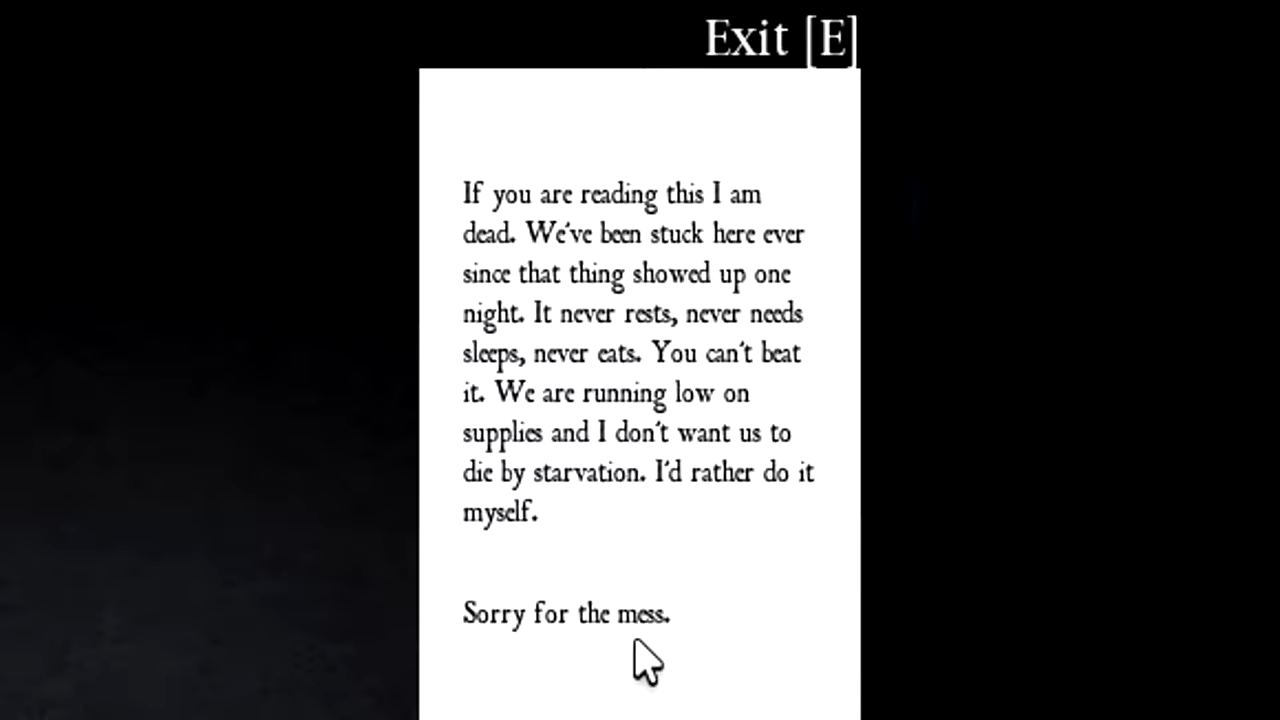 Exit [E]
If you are reading this I am
dead. We've been stuck here ever
since that thing showed up one
night. It never rests, never needs
sleeps, never eats. You can't beat
it. We are running low on
supplies and I don't want us to
die by starvation. I'd rather do it
myself.
Sorry for the mess.